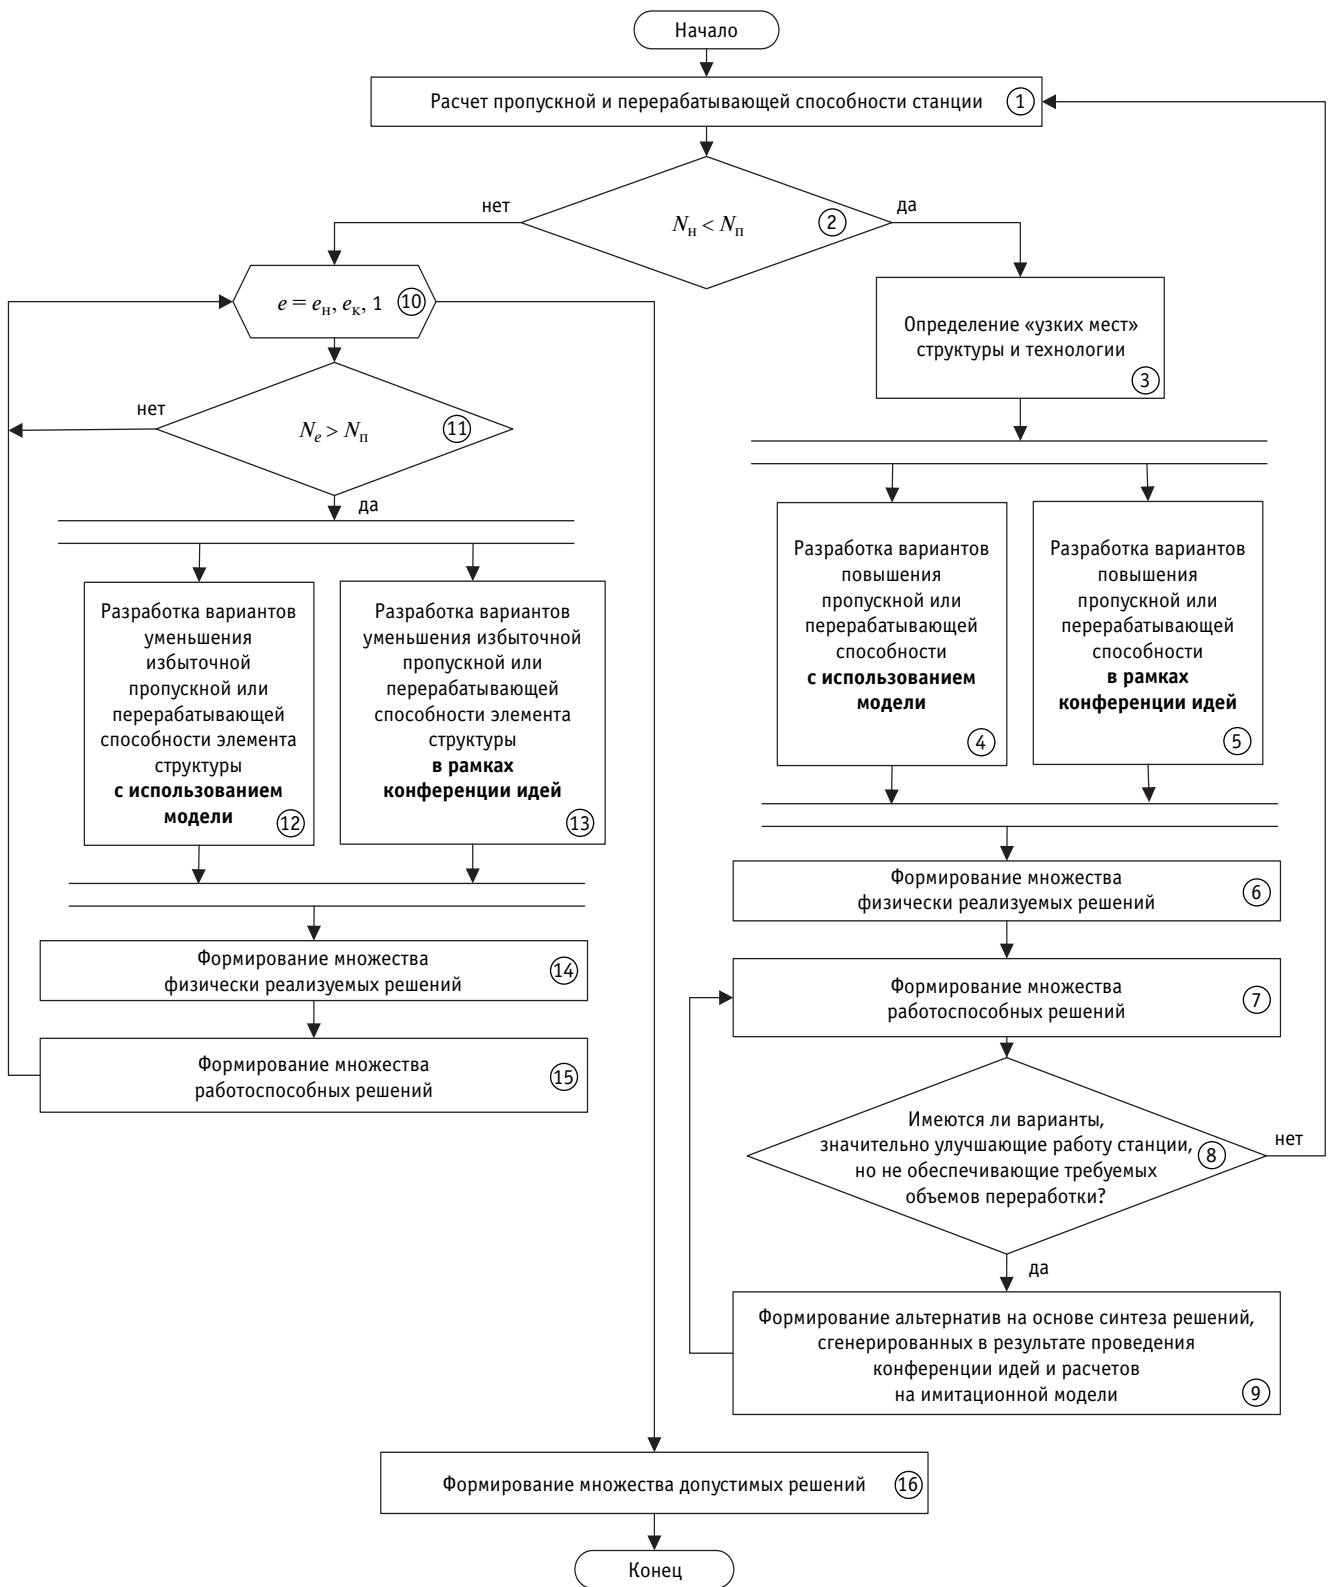 Начало
Расчет пропускной и перерабатывающей способности станции
1
нет
да
Nн < Nп
2
e = eн, eк, 1
10
Определение «узких мест»
структуры и технологии
3
нет
Nе > Nп
11
да
Разработка вариантов
повышения
пропускной или
перерабатывающей
способности
с использованием
модели
4
Разработка вариантов
повышения
пропускной или
перерабатывающей
способности
в рамках
конференции идей
5
Разработка вариантов
уменьшения
избыточной
пропускной или
перерабатывающей
способности элемента
структуры
с использованием
модели
12
Разработка вариантов
уменьшения избыточной
пропускной или
перерабатывающей
способности элемента
структуры
в рамках
конференции идей
13
Формирование множества
физически реализуемых решений
6
Формирование множества
физически реализуемых решений
14
Формирование множества
работоспособных решений
7
Формирование множества
работоспособных решений
15
Имеются ли варианты,
значительно улучшающие работу станции,
но не обеспечивающие требуемых
объемов переработки?
8
нет
да
Формирование альтернатив на основе синтеза решений,
сгенерированных в результате проведения
конференции идей и расчетов
на имитационной модели
9
Формирование множества допустимых решений
16
Конец